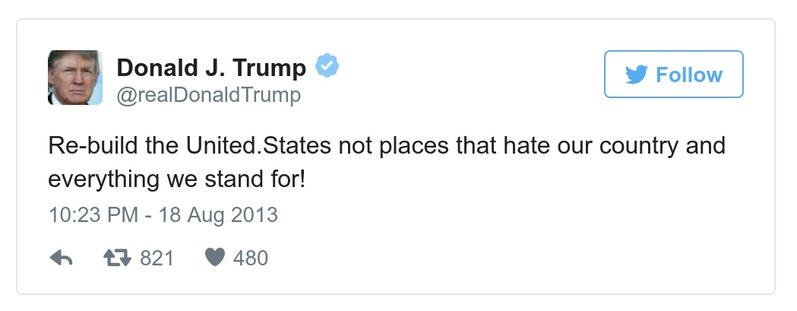 Donald J. Trump
@realDonaldTrump
Follow
Re-build the United.States not places that hate our country and
everything we stand for!
10:23 PM - 18 Aug 2013
821 480